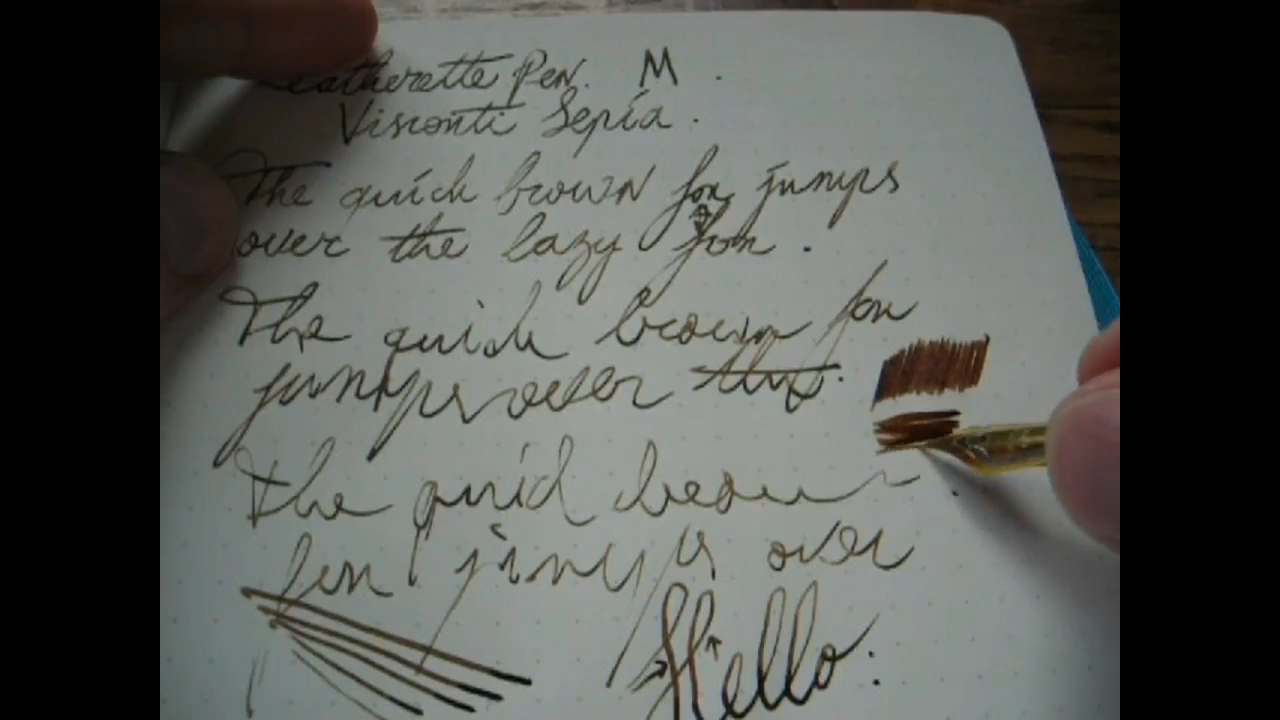 Leatherette Pen. M .
Visconti Sepia.
The quick brown fox jumps
over the lazy fox.
The quick brown fox
jumps over the.
The quick brown
fox jumps over
Hello.